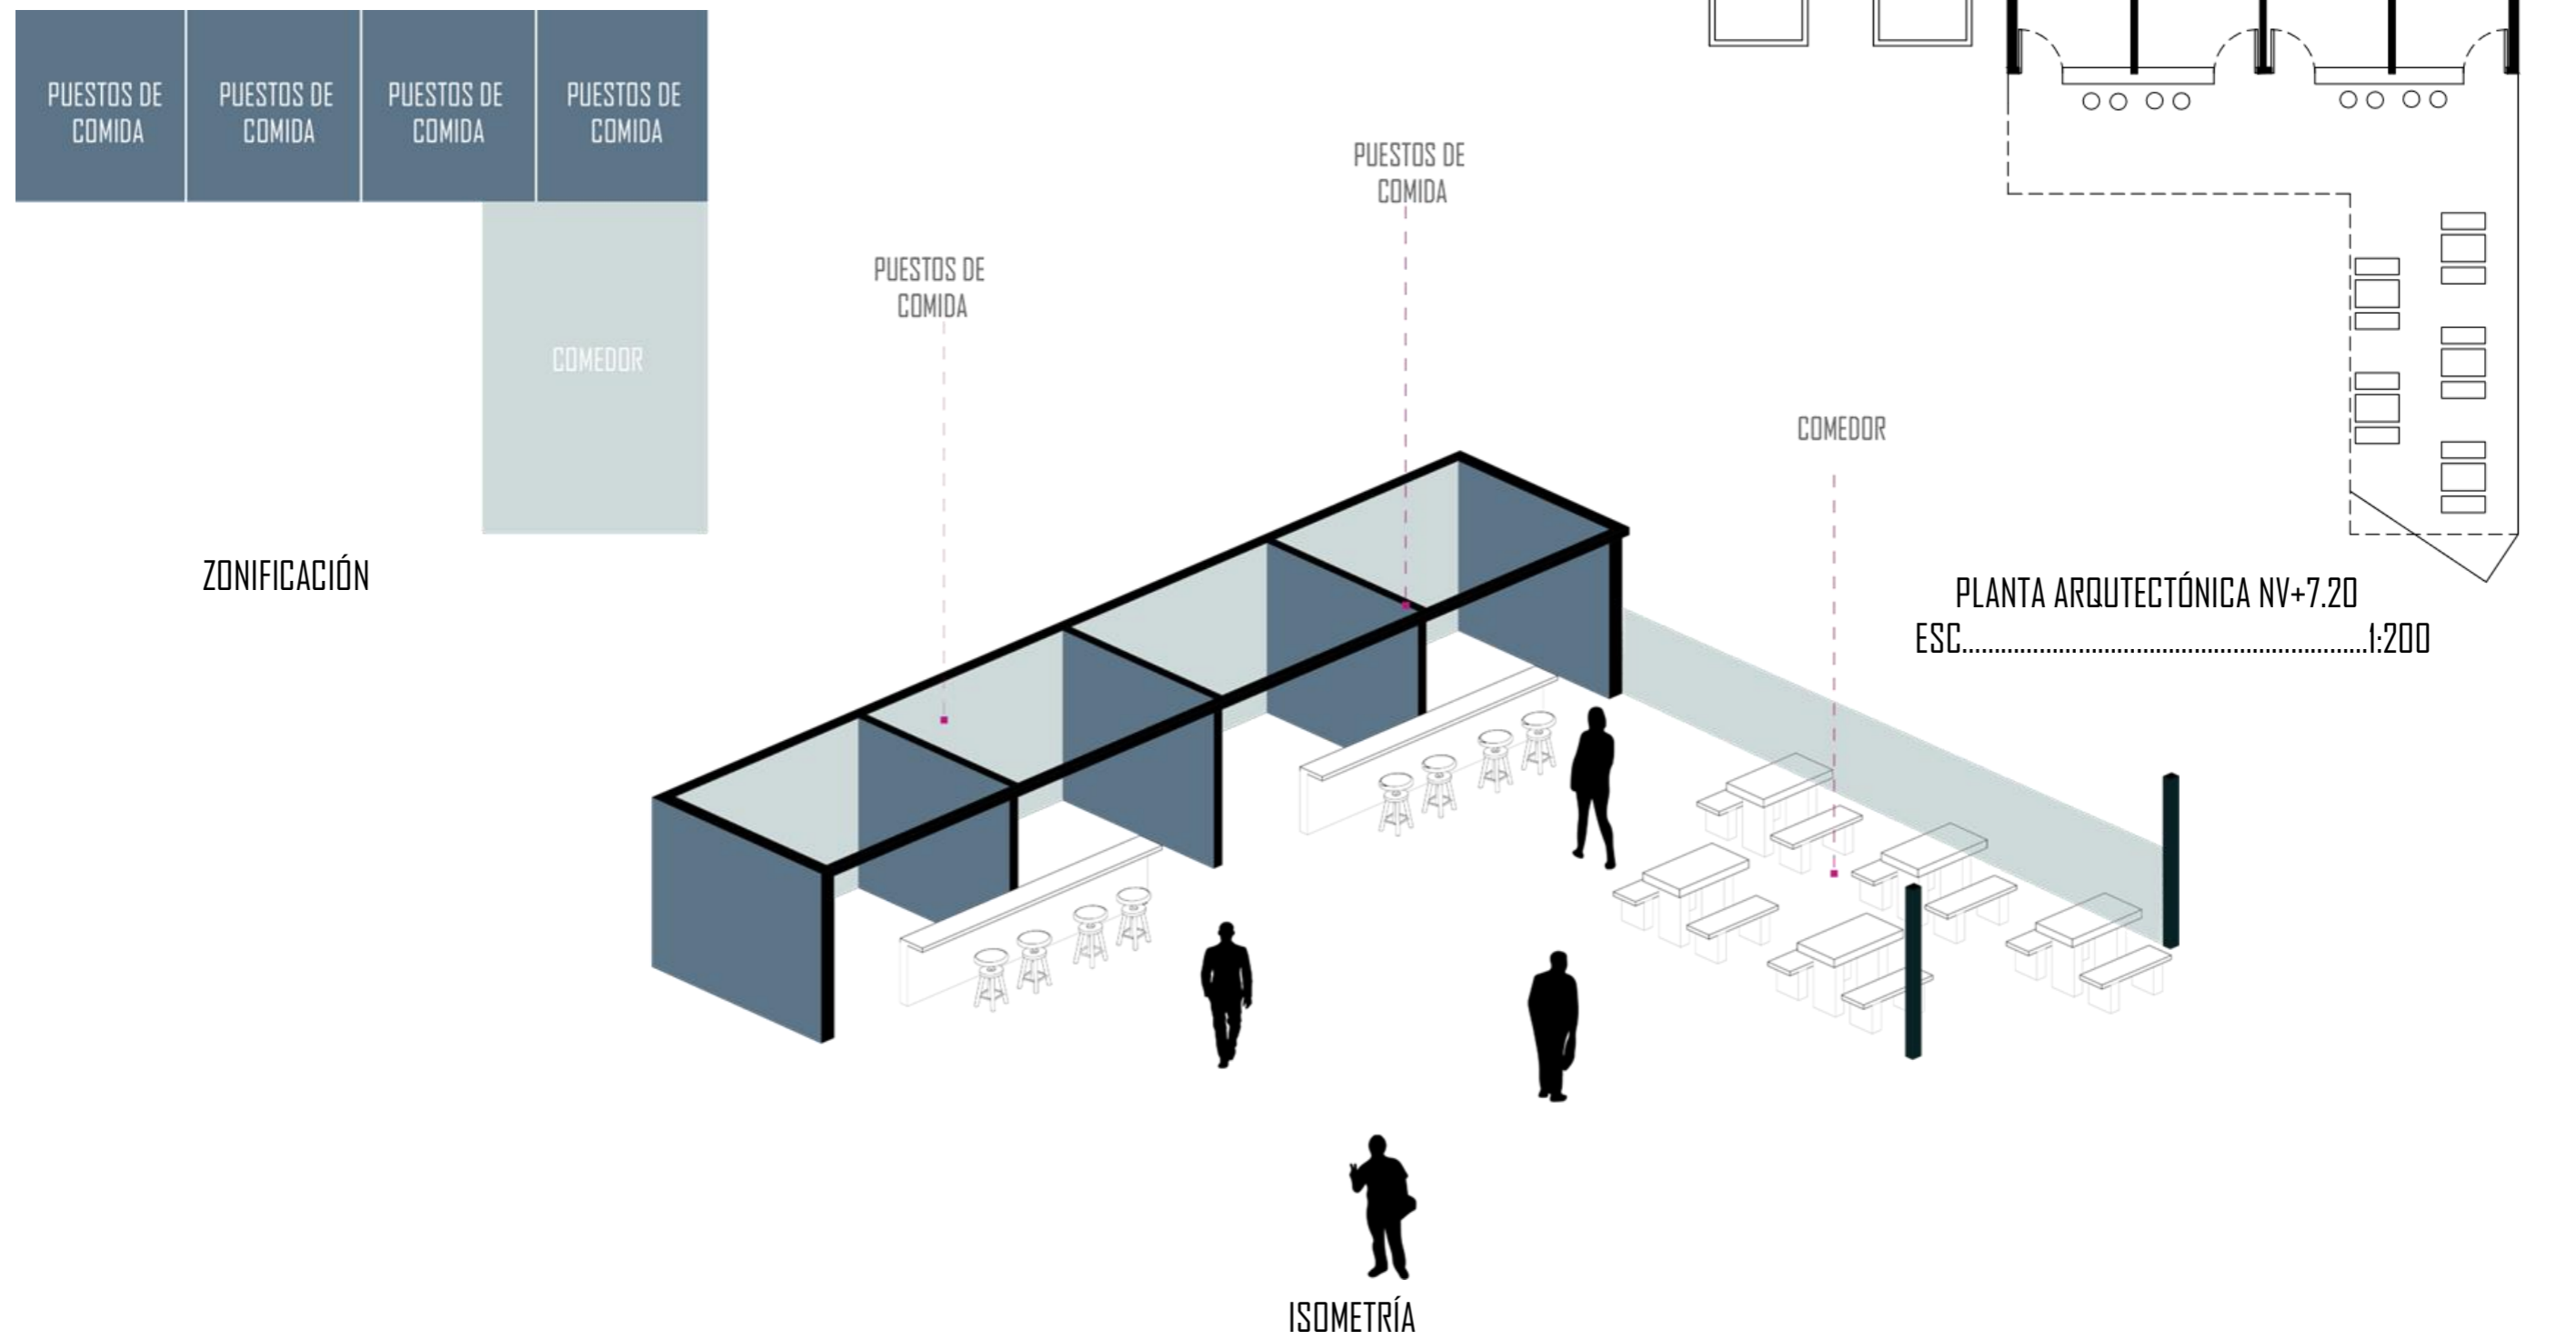 PUESTOS DE
COMIDA
PUESTOS DE
COMIDA
PUESTOS DE
COMIDA
PUESTOS DE
COMIDA
COMEDOR
ZONIFICACIÓN
PUESTOS DE
COMIDA
PUESTOS DE
COMIDA
COMEDOR
PLANTA ARQUTECTÓNICA NV+7.20
ESC..............................................................1:200
ISOMETRÍA